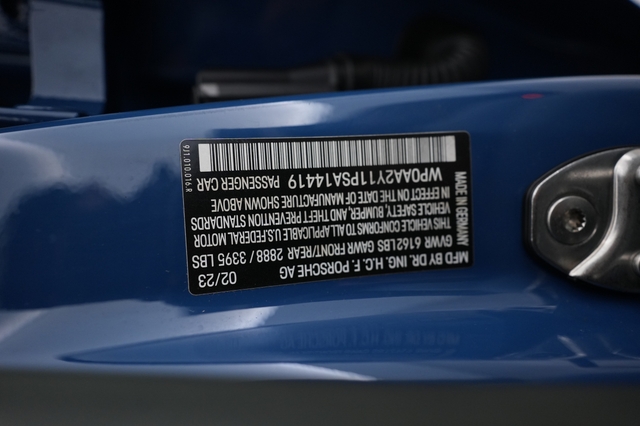 MFD BY DR. ING. H.C. F. PORSCHE AG 02/23
GVWR 6162LBS GAWR FRONT/REAR 2888 / 3395 LBS
THIS VEHICLE CONFORMS TO ALL APPLICABLE U.S. FEDERAL MOTOR
VEHICLE SAFETY, BUMPER, AND THEFT PREVENTION STANDARDS
IN EFFECT ON THE DATE OF MANUFACTURE SHOWN ABOVE
MADE IN GERMANY
WP0AA2Y11PSA14419 PASSENGER CAR
9J1.010.016.R